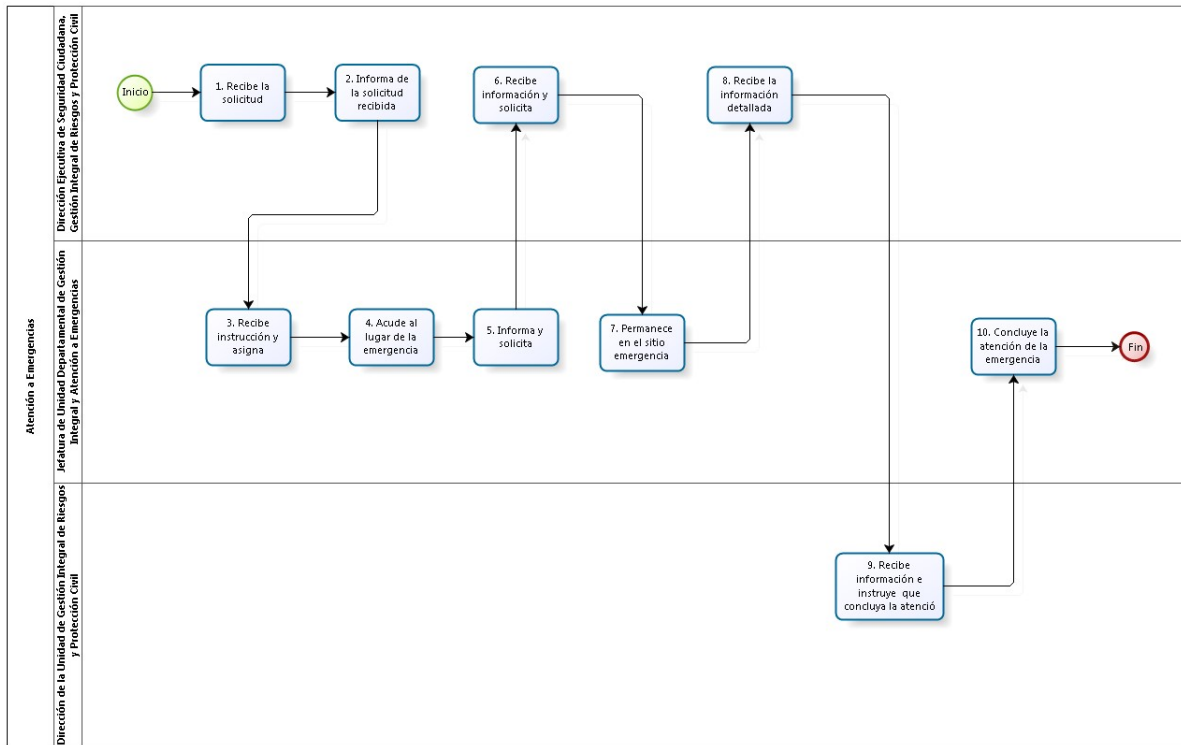 Atención a Emergencias
Dirección Ejecutiva de Seguridad Ciudadana,
Gestión Integral de Riesgos y Protección Civil
Inicio
1. Recibe la
solicitud
2. Informa de
la solicitud
recibida
6. Recibe
información y
solicita
8. Recibe la
información
detallada
Jefatura de Unidad Departamental de Gestión
Integral y Atención a Emergencias
3. Recibe
instrucción y
asigna
4. Acude al
lugar de la
emergencia
5. Informa y
solicita
7. Permanece
en el sitio
emergencia
10. Concluye la
atención de la
emergencia
Fin
Dirección de la Unidad de Gestión Integral de Riesgos
y Protección Civil
9. Recibe
información e
instruye que
concluya la atenció